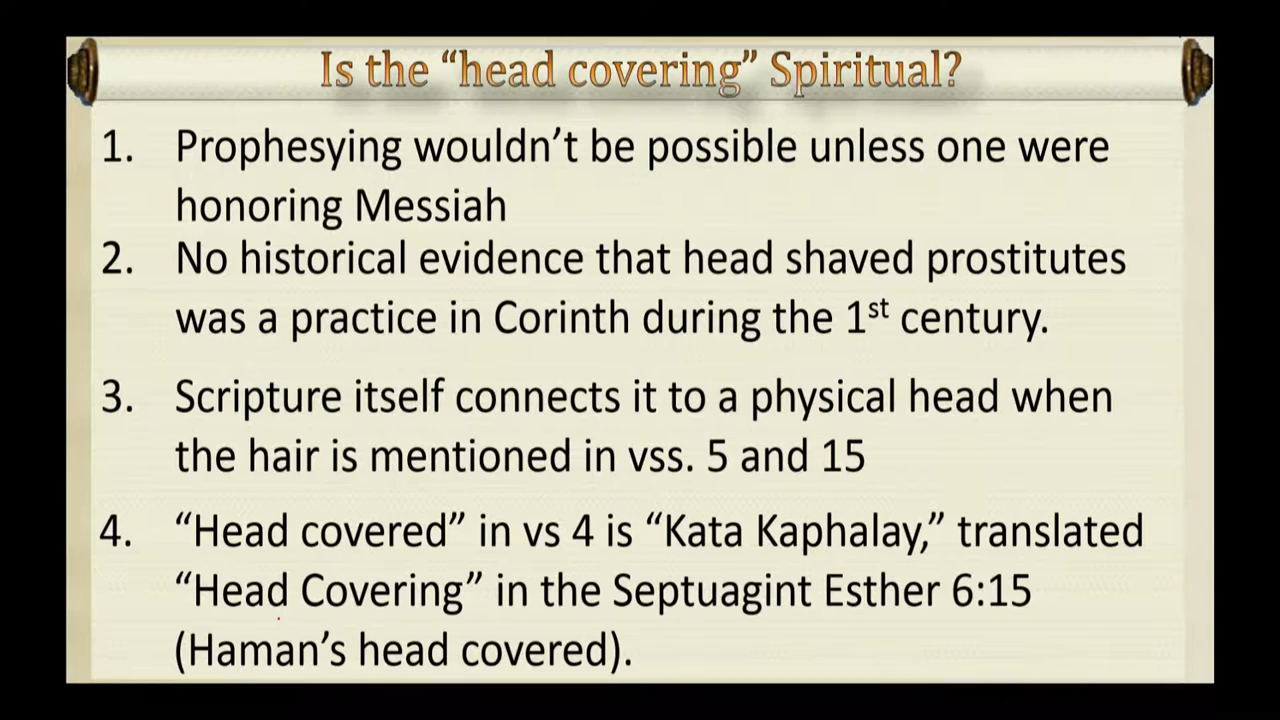 Is the “head covering” Spiritual?
1. Prophesying wouldn’t be possible unless one were
honoring Messiah
2. No historical evidence that head shaved prostitutes
was a practice in Corinth during the 1st century.
3. Scripture itself connects it to a physical head when
the hair is mentioned in vss. 5 and 15
4. “Head covered” in vs 4 is “Kata Kaphalay,” translated
“Head Covering” in the Septuagint Esther 6:15
(Haman’s head covered).